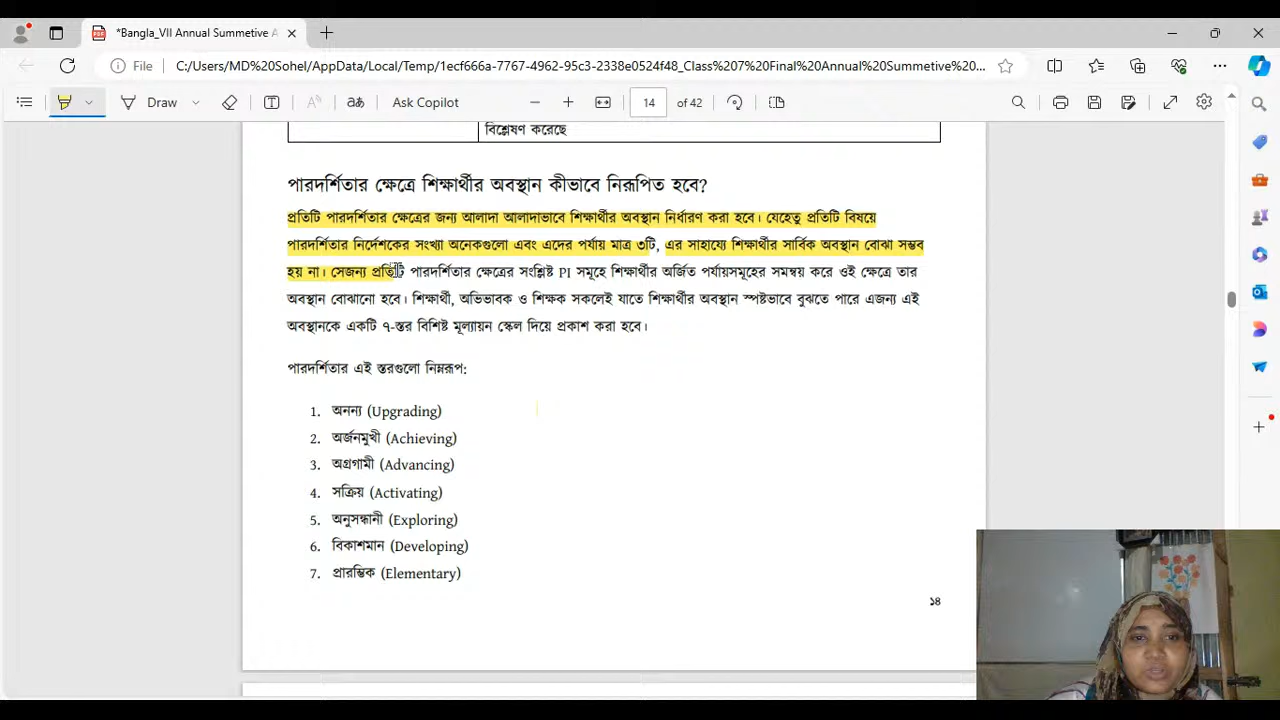 *Bangla_VII Annual Summetive A
File
C:/Users/MD%20Sohel/AppData/Local/Temp/1ecf666a-7767-4962-95c3-2338e0524f48_Class%207%20Final%20Annual%20Summetive%20...
Draw
Ask Copilot
14 of 42
বিশ্লেষণ করেছে
পারদর্শিতার ক্ষেত্রে শিক্ষার্থীর অবস্থান কীভাবে নিরূপিত হবে?
প্রতিটি পারদর্শিতার ক্ষেত্রের জন্য আলাদা আলাদাভাবে শিক্ষার্থীর অবস্থান নির্ধারণ করা হবে। যেহেতু প্রতিটি বিষয়ে
পারদর্শিতার নির্দেশকের সংখ্যা অনেকগুলো এবং এদের পর্যায় মাত্র ৩টি, এর সাহায্যে শিক্ষার্থীর সার্বিক অবস্থান বোঝা সম্ভব
হয় না। সেজন্য প্রতিটি পারদর্শিতার ক্ষেত্রের সংশ্লিষ্ট PI সমূহে শিক্ষার্থীর অর্জিত পর্যায়সমূহের সমন্বয় করে ওই ক্ষেত্রে তার
অবস্থান বোঝানো হবে। শিক্ষার্থী, অভিভাবক ও শিক্ষক সকলেই যাতে শিক্ষার্থীর অবস্থান স্পষ্টভাবে বুঝতে পারে এজন্য এই
অবস্থানকে একটি ৭-স্তর বিশিষ্ট মূল্যায়ন স্কেল দিয়ে প্রকাশ করা হবে।
পারদর্শিতার এই স্তরগুলো নিম্নরূপ:
1. অনন্য (Upgrading)
2. অর্জনমুখী (Achieving)
3. অগ্রগামী (Advancing)
4. সক্রিয় (Activating)
5. অনুসন্ধানী (Exploring)
6. বিকাশমান (Developing)
7. প্রারম্ভিক (Elementary)
১৪